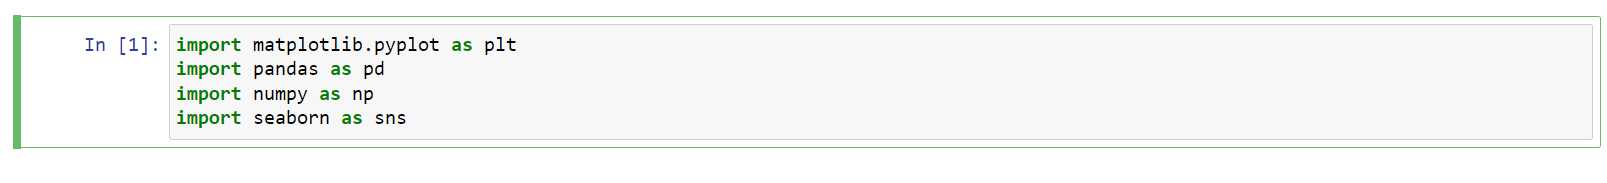 In [1]: import matplotlib.pyplot as plt
import pandas as pd
import numpy as np
import seaborn as sns